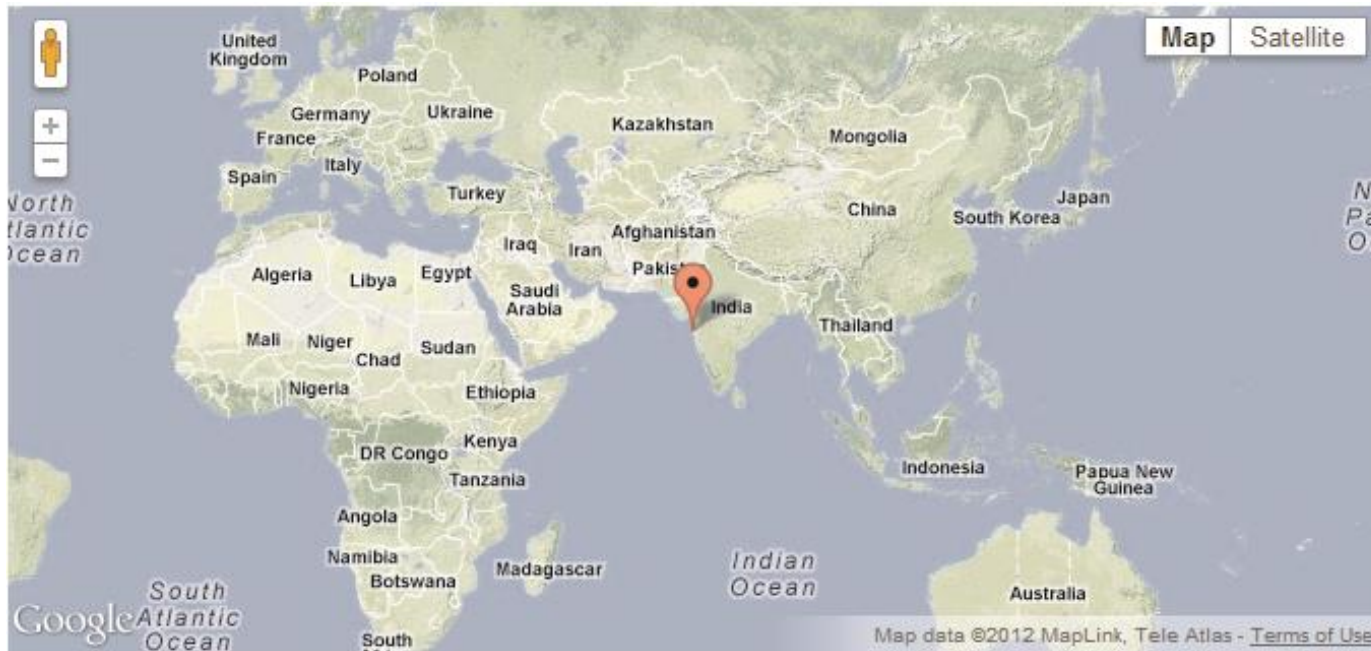 Map
Satellite
+
−
United
Kingdom
Poland
Germany
Ukraine
France
Kazakhstan
Mongolia
Italy
Spain
Turkey
Japan
North
tlantic
Ocean
China
South Korea
Afghanistan
Iraq
Iran
Algeria
Libya
Egypt
Saudi
Arabia
India
Thailand
Mali
Niger
Chad
Sudan
Nigeria
Ethiopia
Kenya
DR Congo
Tanzania
Indonesia
Papua New
Guinea
Angola
Namibia
Botswana
Madagascar
Indian
Ocean
Australia
South
Atlantic
Ocean
Google
South
Map data ©2012 MapLink, Tele Atlas - Terms of Use